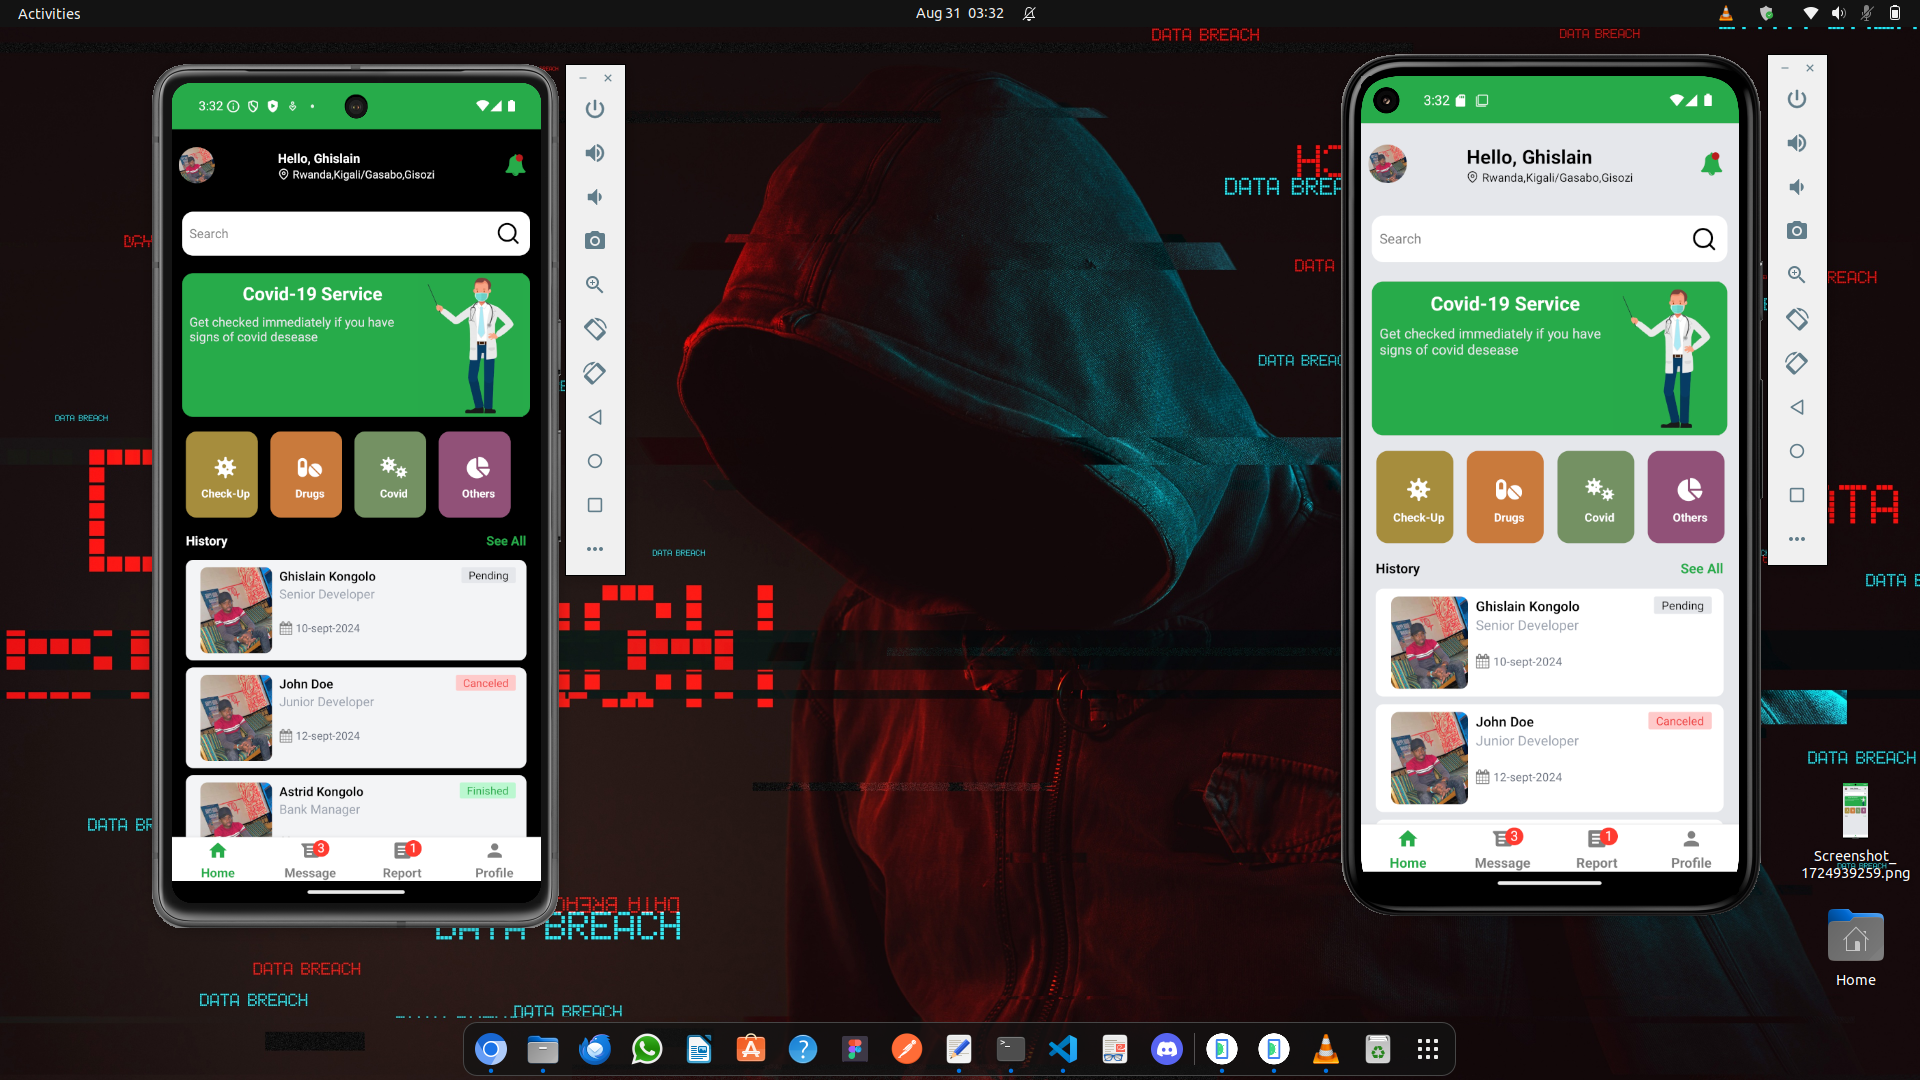 Activities
Aug 31 03:32
DATA BREACH
DATA BREACH
3:32
Hello, Ghislain
Rwanda,Kigali/Gasabo,Gisozi
Search
Covid-19 Service
Get checked immediately if you have
signs of covid desease
Check-Up
Drugs
Covid
Others
History
See All
Ghislain Kongolo
Pending
Senior Developer
10-sept-2024
John Doe
Canceled
Junior Developer
12-sept-2024
Astrid Kongolo
Finished
Bank Manager
Home
3
Message
1
Report
Profile
3:32
Hello, Ghislain
Rwanda,Kigali/Gasabo,Gisozi
Search
Covid-19 Service
Get checked immediately if you have
signs of covid desease
Check-Up
Drugs
Covid
Others
History
See All
Ghislain Kongolo
Pending
Senior Developer
10-sept-2024
John Doe
Canceled
Junior Developer
12-sept-2024
Home
3
Message
1
Report
Profile
DATA BREACH
DATA BREACH
DATA BREACH
DATA BREACH
DATA BREACH
DATA BREACH
DATA BREACH
DATA
Screenshot_
1724939259.png
Home